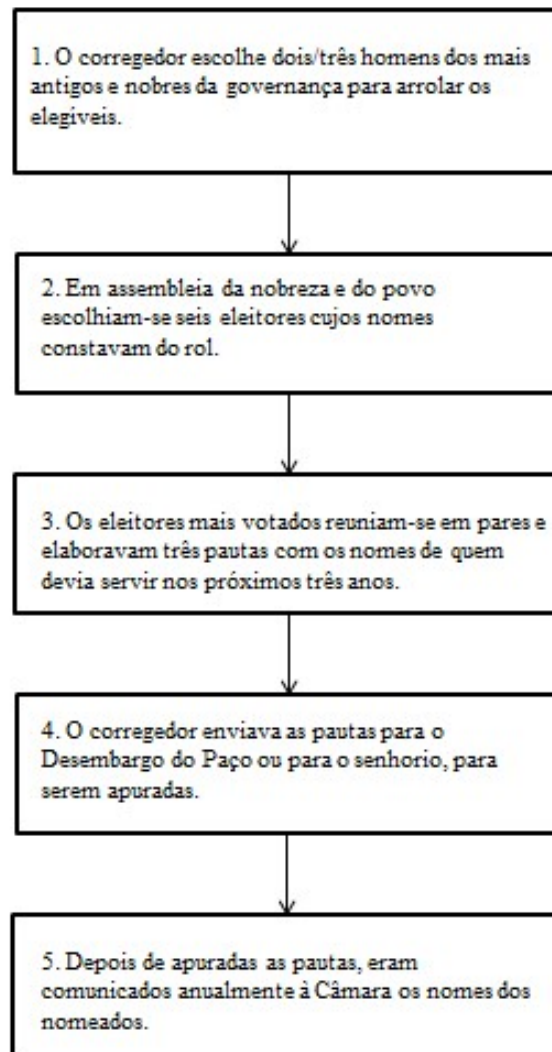 1. O corregedor escolhe dois/três homens dos mais
antigos e nobres da governança para arrolar os
elegíveis.
2. Em assembleia da nobreza e do povo
escolhiam-se seis eleitores cujos nomes
constavam do rol.
3. Os eleitores mais votados reuniam-se em pares e
elaboravam três pautas com os nomes de quem
devia servir nos próximos três anos.
4. O corregedor enviava as pautas para o
Desembargo do Paço ou para o senhorio, para
serem apuradas.
5. Depois de apuradas as pautas, eram
comunicados anualmente à Câmara os nomes dos
nomeados.